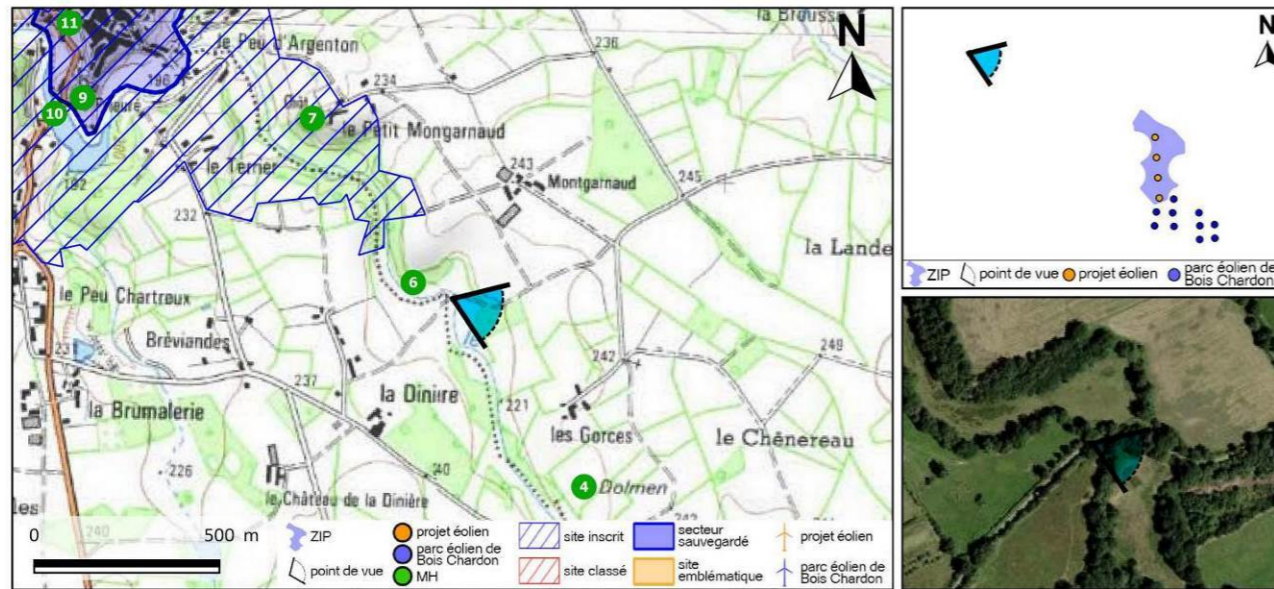 la Brousse
N
11
le Peu d'Argenton
236
234
9
Prieuré
10
7
le Petit Mongarnaud
le Terrier
243
Montgarnaud
245
192
232
la Lande
6
le Peu Chartreux
Bréviandes
249
242
237
la Dinière
221
la Brumalerie
les Gorces
le Chênereau
226
4
Dolmen
le Château de la Dinière
240
0 500 m
ZIP
point de vue
projet éolien
parc éolien de
Bois Chardon
MH
site inscrit
site classé
secteur
sauvegardé
site
emblématique
projet éolien
parc éolien de
Bois Chardon
N
ZIP
point de vue
projet éolien
parc éolien de
Bois Chardon